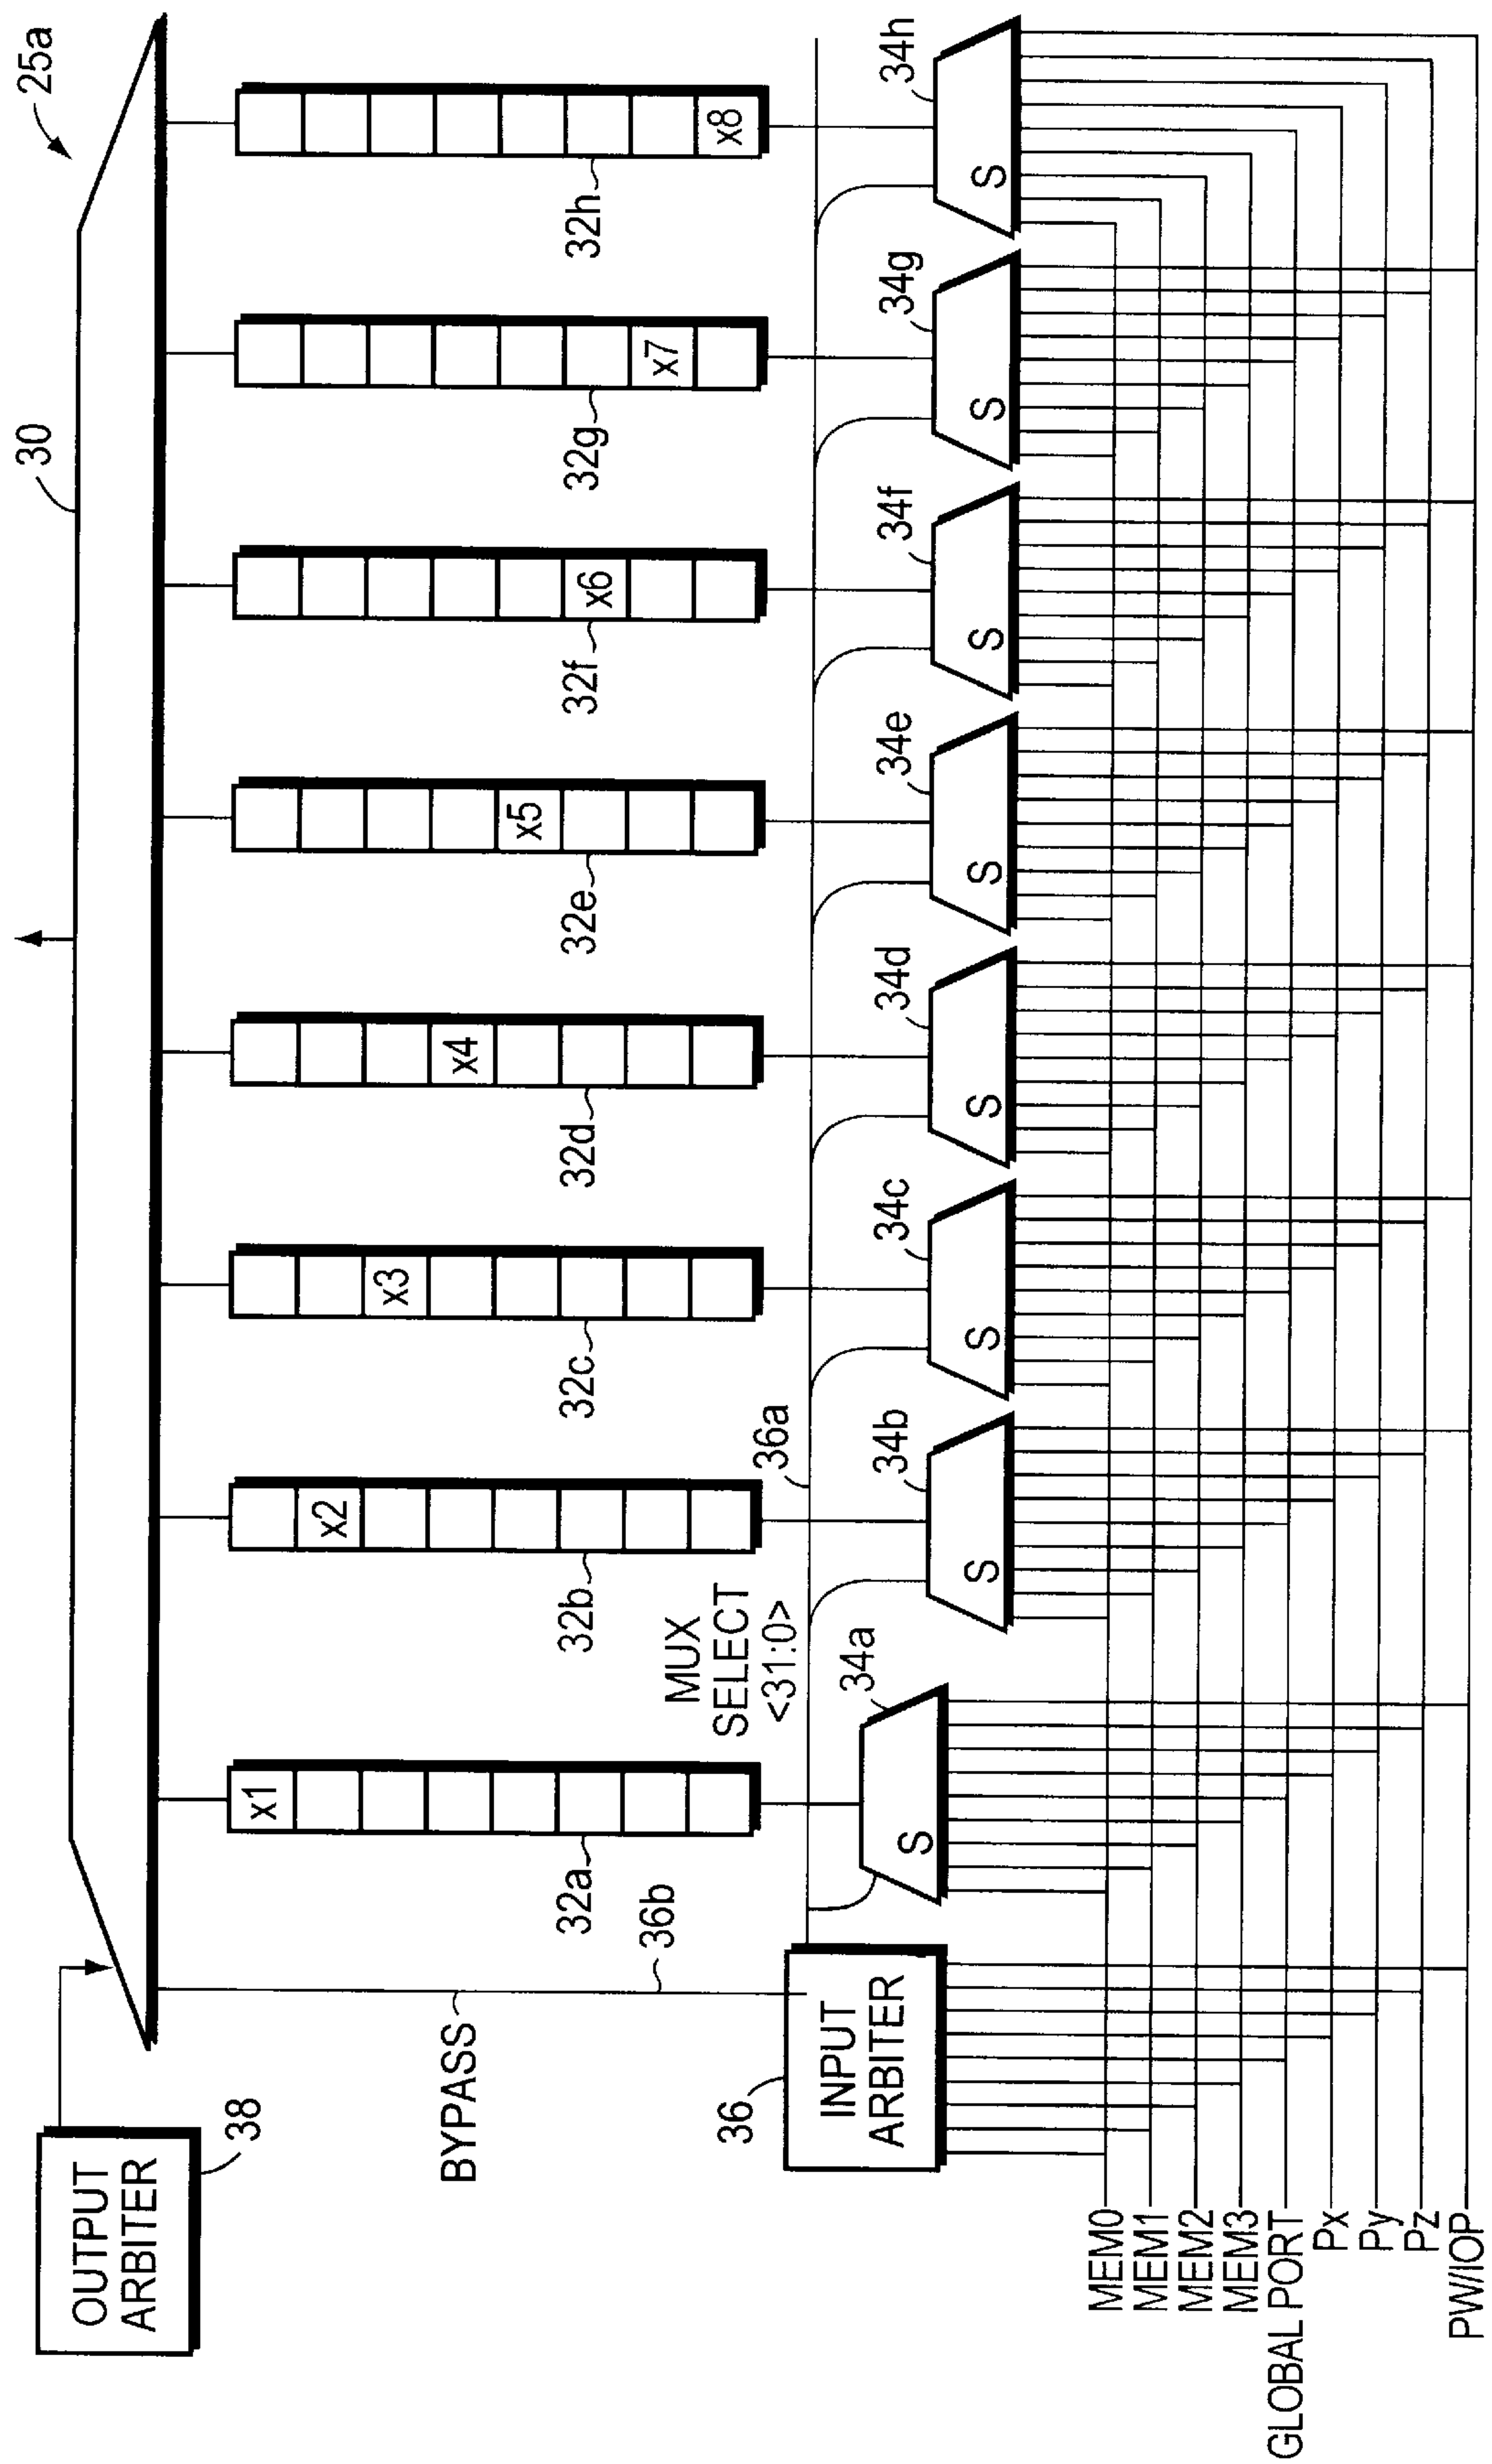 25a
30
OUTPUT
ARBITER
38
x1
x2
x3
x4
x5
x6
x7
x8
32a
32b
32c
32d
32e
32f
32g
32h
BYPASS
36b
MUX
SELECT
<31:0>
36a
36
INPUT
ARBITER
34a
34b
34c
34d
34e
34f
34g
34h
S
S
S
S
S
S
S
S
MEM0
MEM1
MEM2
MEM3
GLOBAL PORT
Px
Py
Pz
PW/IOP